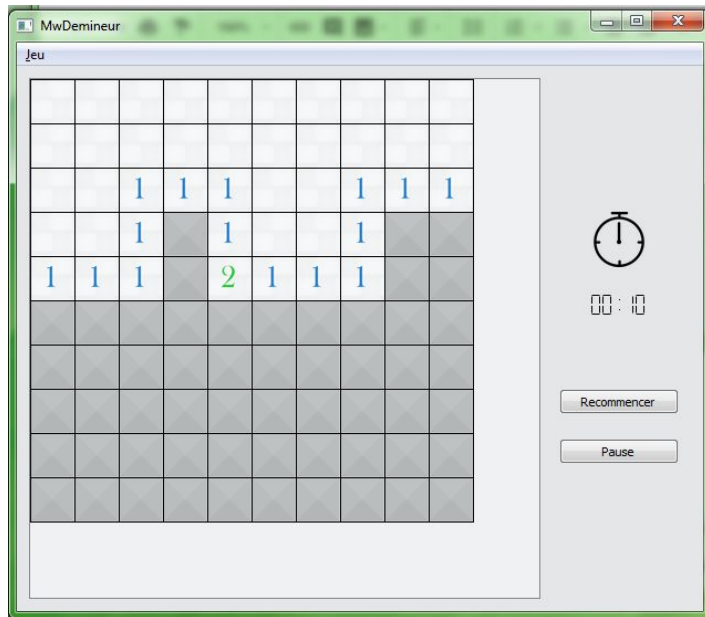 MwDemineur
Jeu
1 1 1 1 1 1
1 1 1
1 1 1 2 1 1 1
00:10
Recommencer
Pause